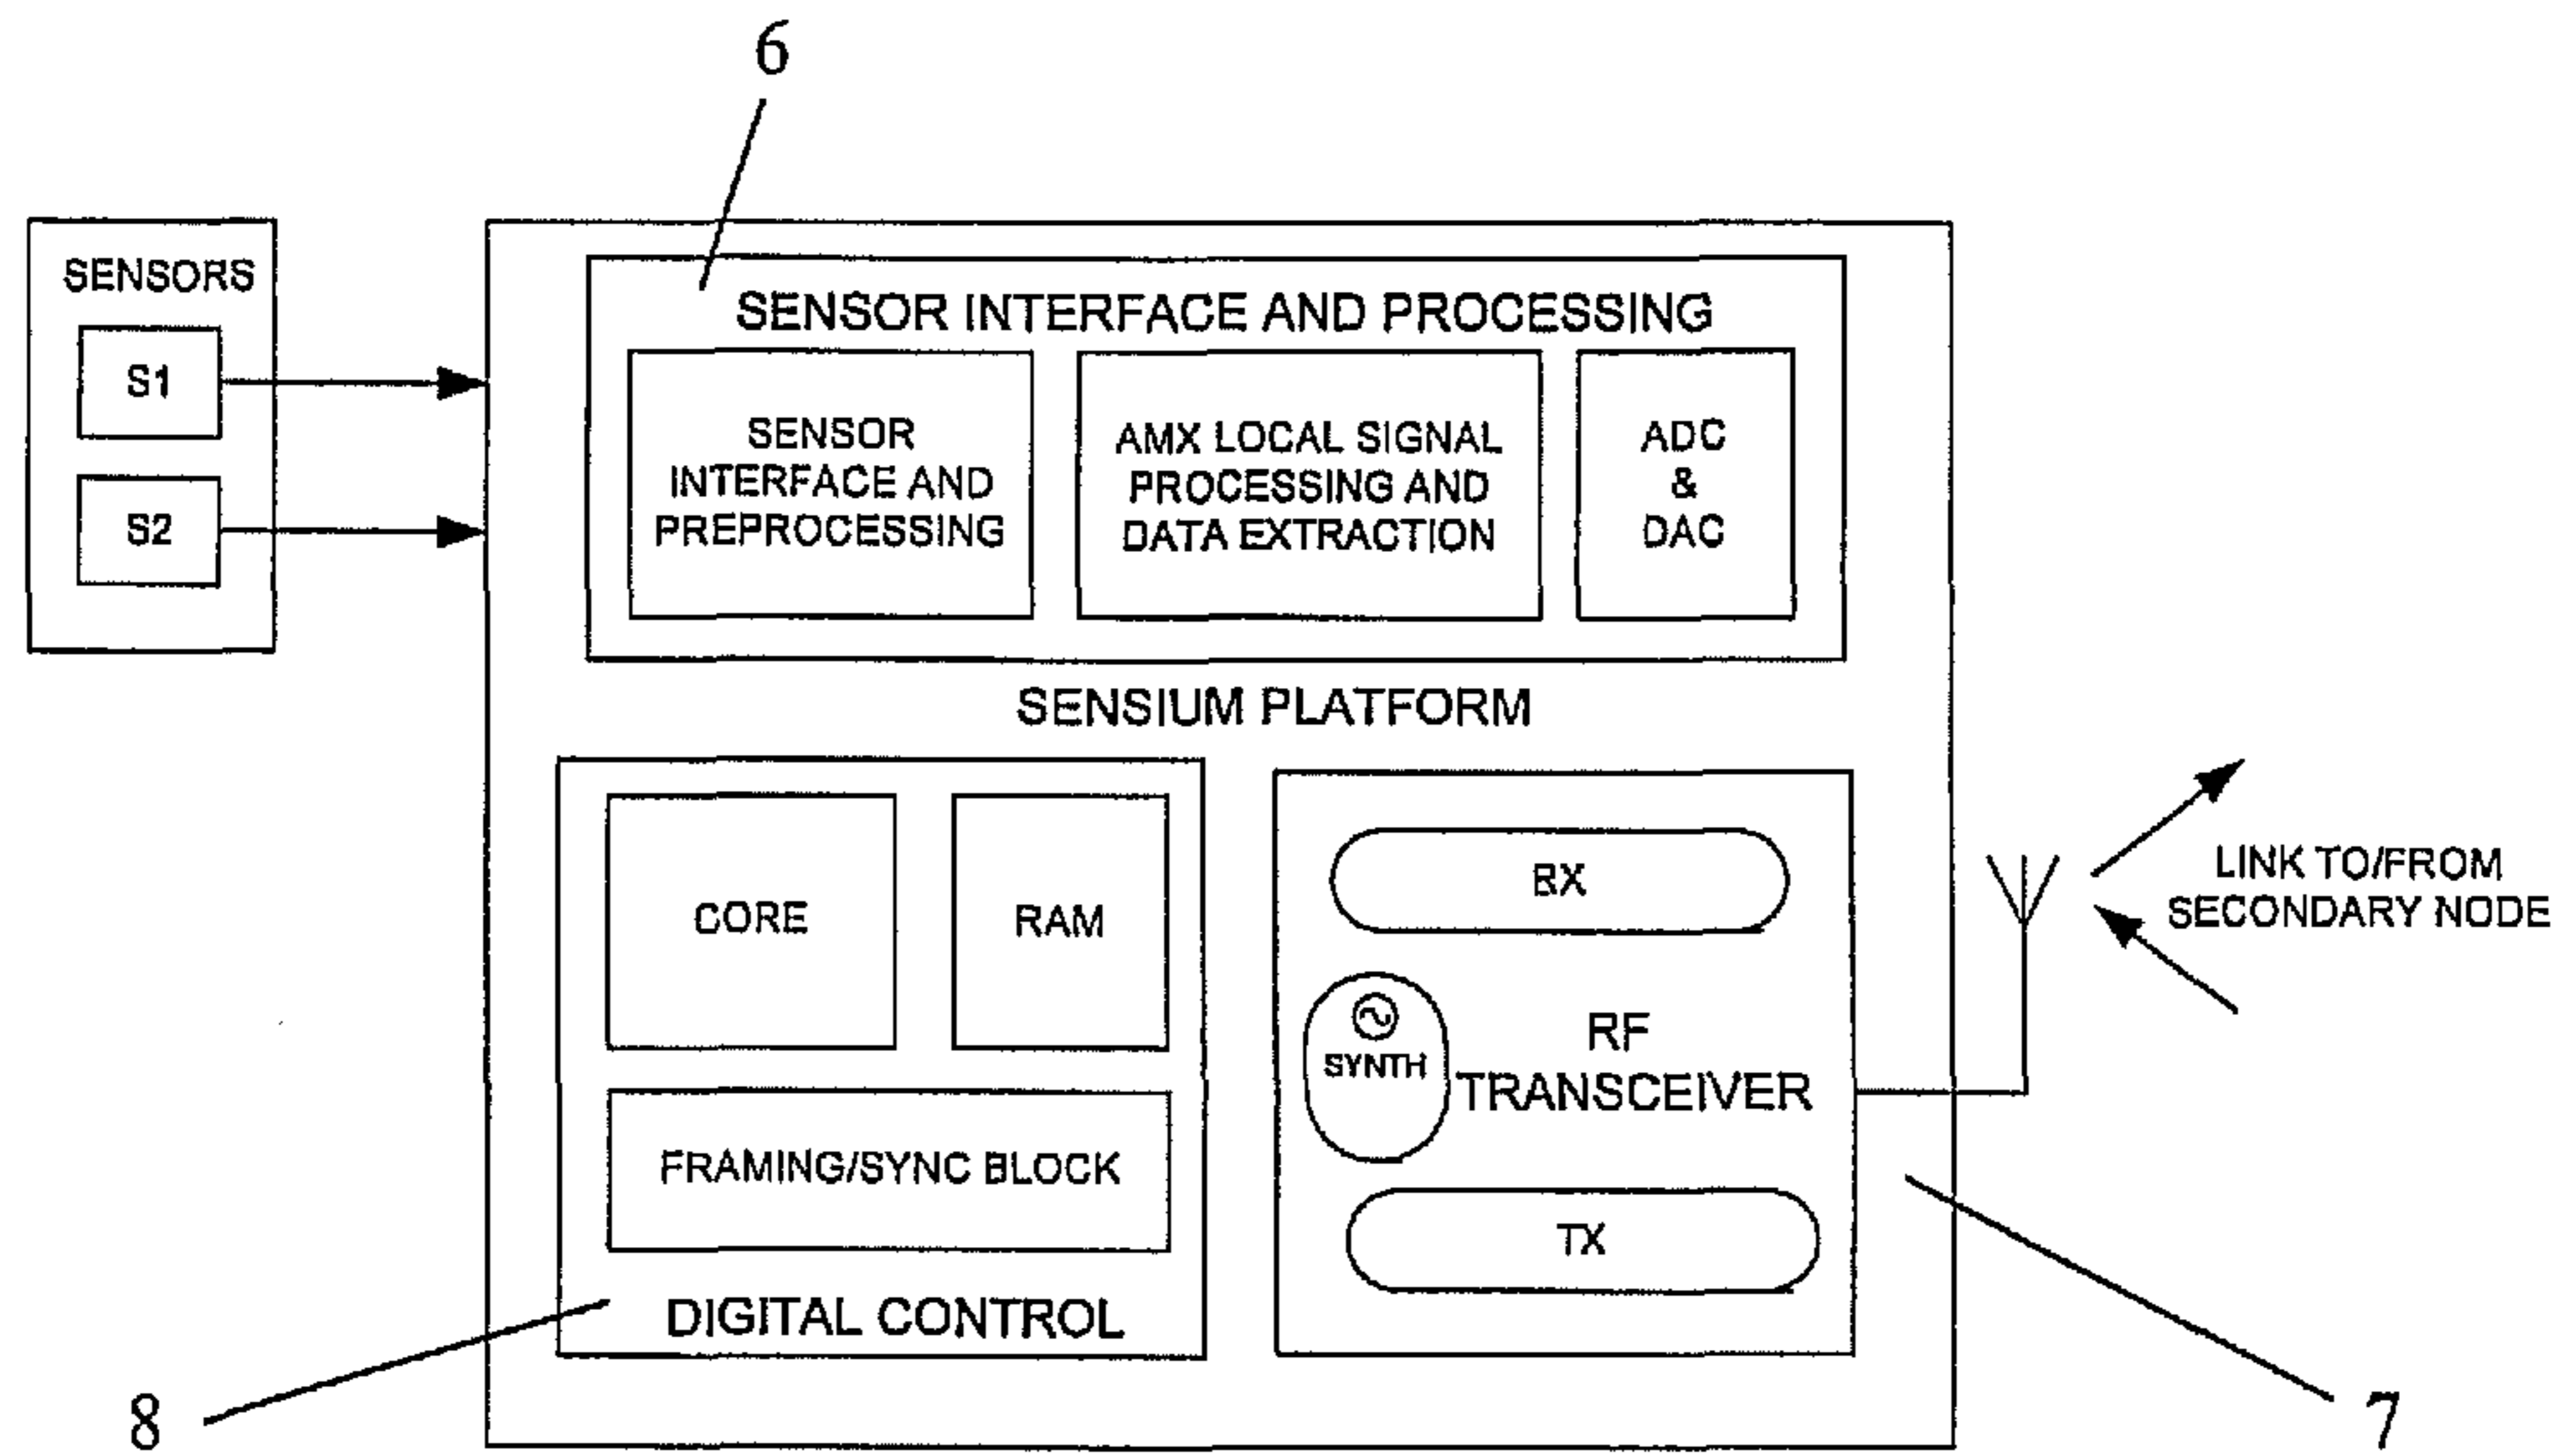 6
SENSORS
S1
S2
SENSOR INTERFACE AND PROCESSING
SENSOR
INTERFACE AND
PREPROCESSING
AMX LOCAL SIGNAL
PROCESSING AND
DATA EXTRACTION
ADC
&
DAC
SENSIUM PLATFORM
CORE
RAM
FRAMING/SYNC BLOCK
DIGITAL CONTROL
RX
SYNTH
RF
TRANSCEIVER
TX
LINK TO/FROM
SECONDARY NODE
8
7